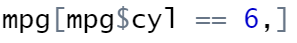 mpg[mpg$cyl == 6,]